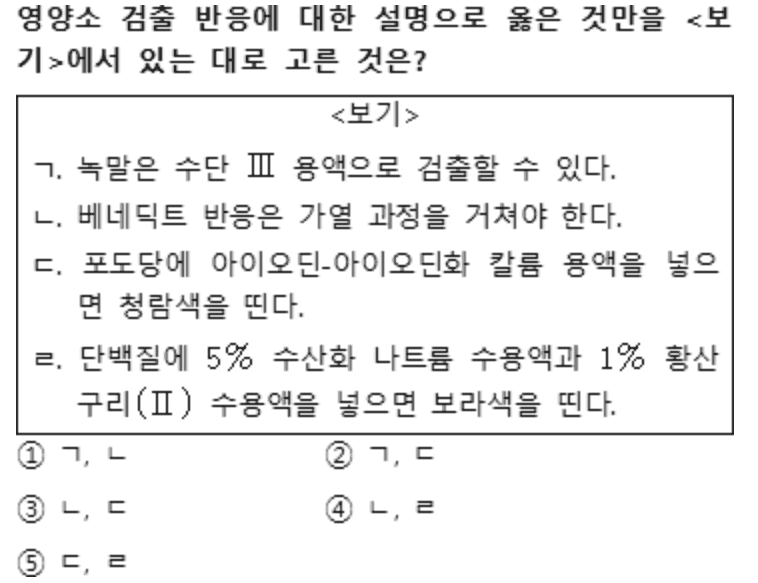 영양소 검출 반응에 대한 설명으로 옳은 것만을 <보
기>에서 있는 대로 고른 것은?
<보기>
ㄱ. 녹말은 수단 Ⅲ 용액으로 검출할 수 있다.
ㄴ. 베네딕트 반응은 가열 과정을 거쳐야 한다.
ㄷ. 포도당에 아이오딘-아이오딘화 칼륨 용액을 넣으
면 청람색을 띤다.
ㄹ. 단백질에 5% 수산화 나트륨 수용액과 1% 황산
구리(Ⅱ) 수용액을 넣으면 보라색을 띤다.
① ㄱ, ㄴ ② ㄱ, ㄷ
③ ㄴ, ㄷ ④ ㄴ, ㄹ
⑤ ㄷ, ㄹ